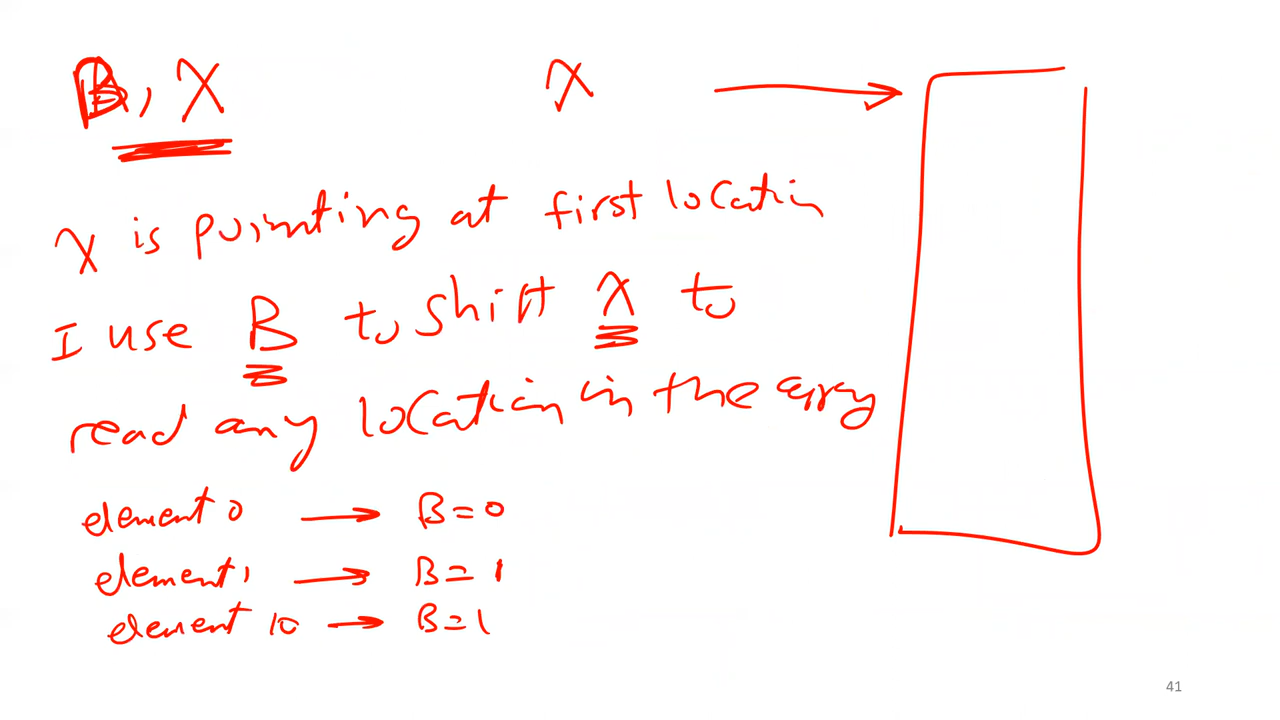 B, X
X
X is pointing at first location
I use B to shift X to
read any location in the array
element 0 → B = 0
element 1 → B = 1
element 10 → B = 1
41